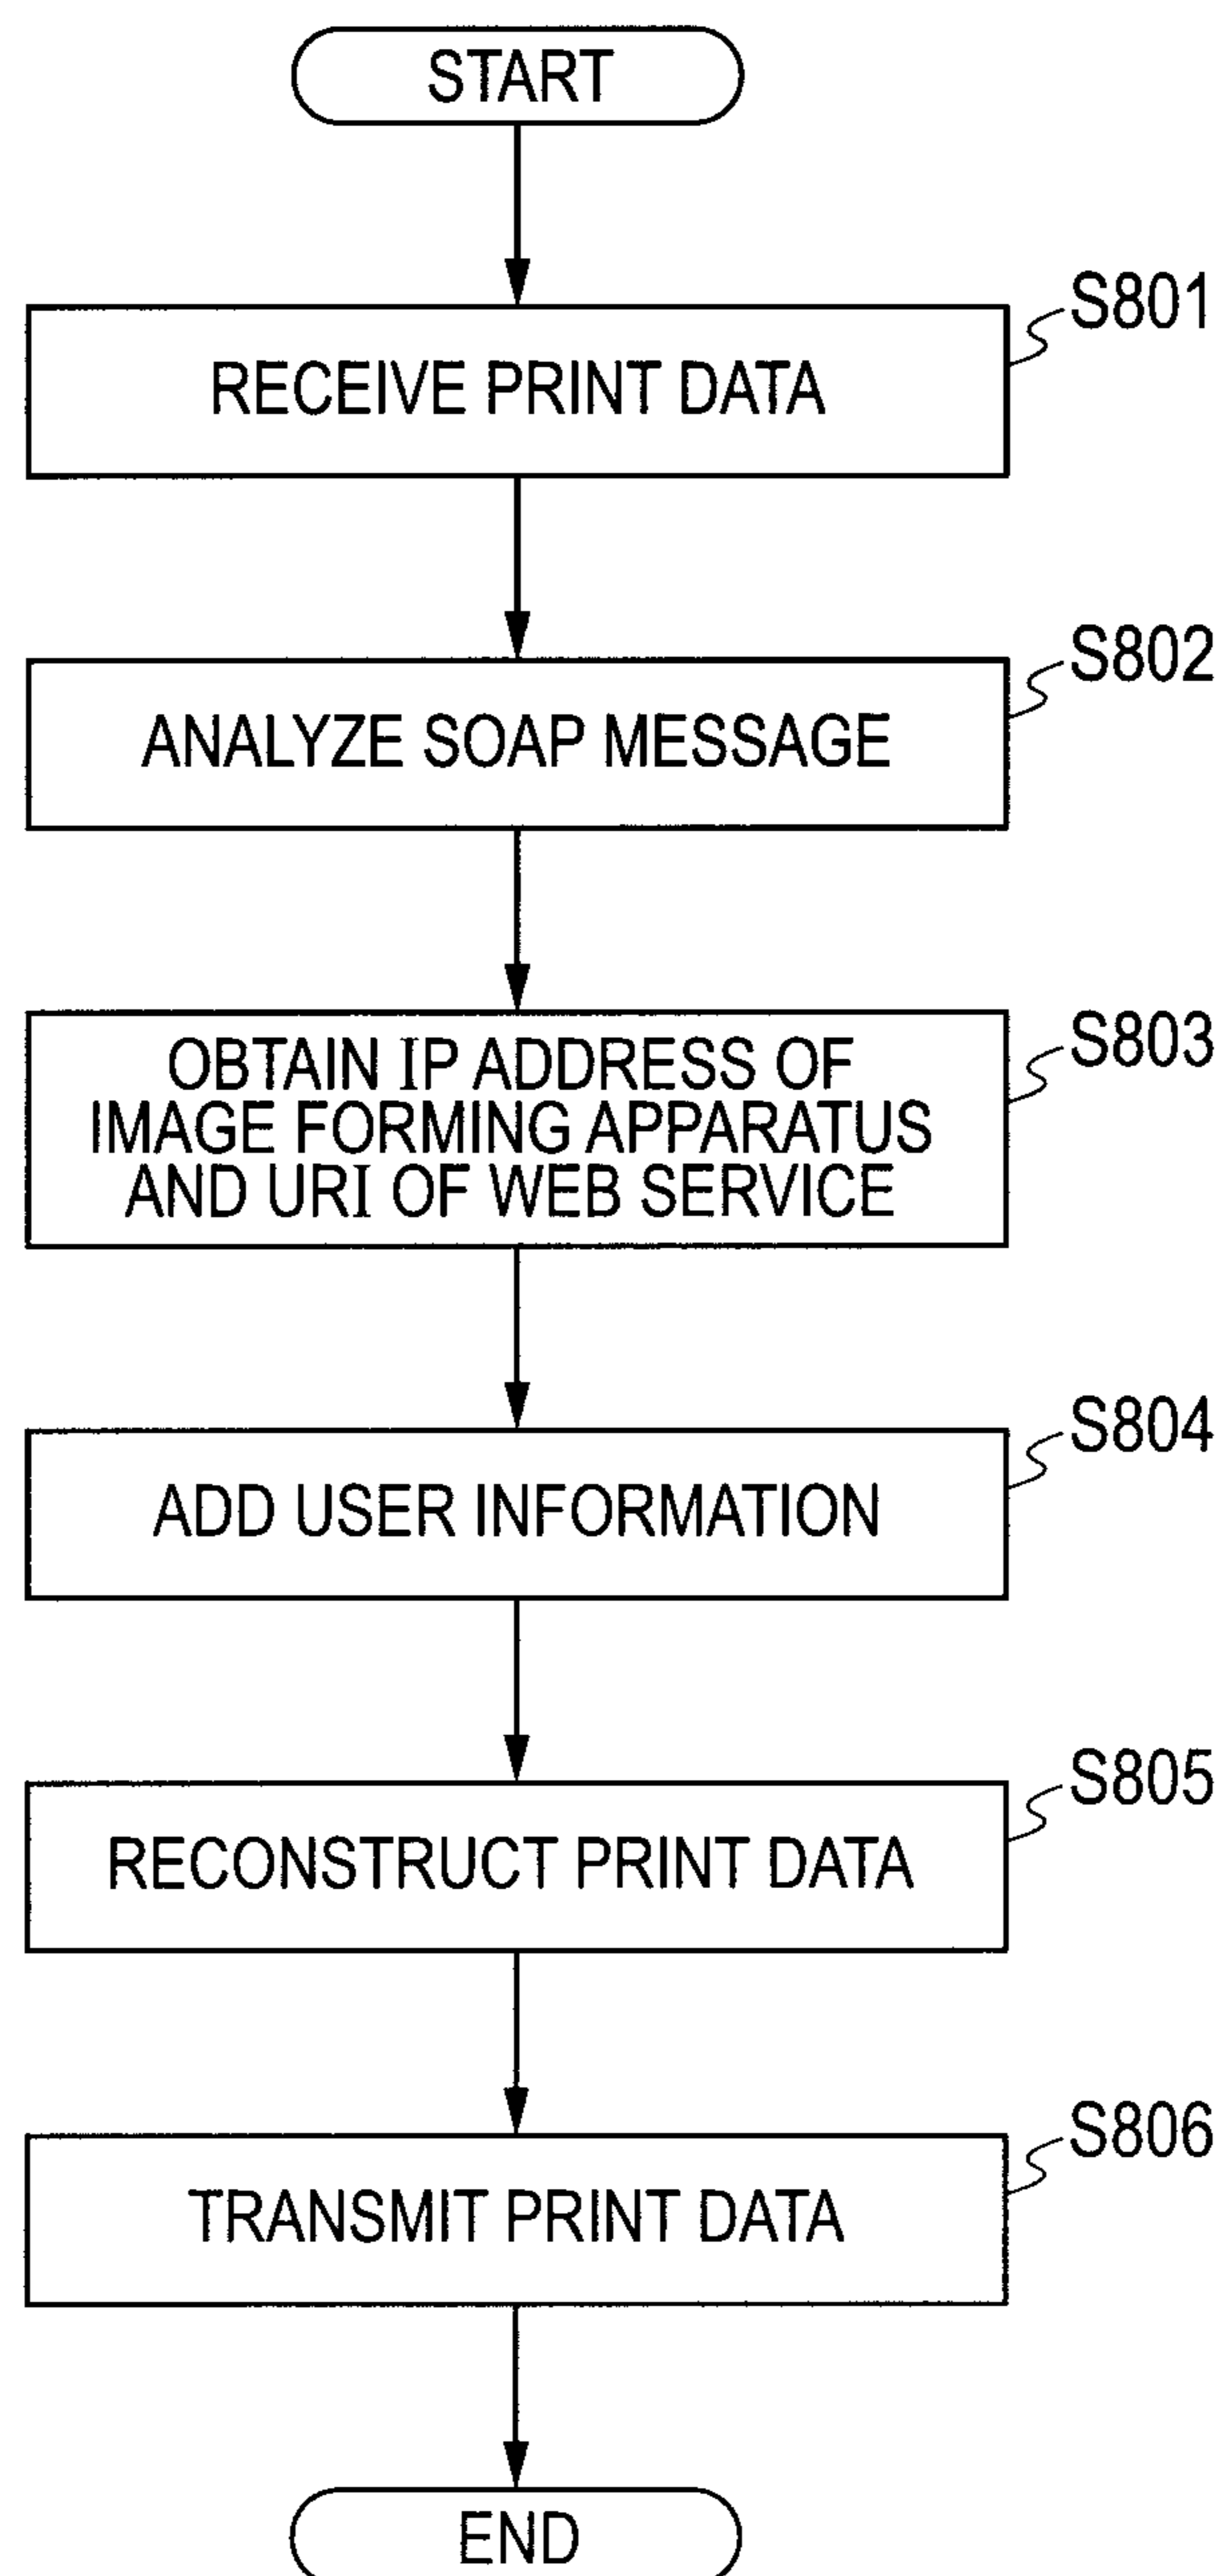 START
S801
RECEIVE PRINT DATA
S802
ANALYZE SOAP MESSAGE
S803
OBTAIN IP ADDRESS OF
IMAGE FORMING APPARATUS
AND URI OF WEB SERVICE
S804
ADD USER INFORMATION
S805
RECONSTRUCT PRINT DATA
S806
TRANSMIT PRINT DATA
END